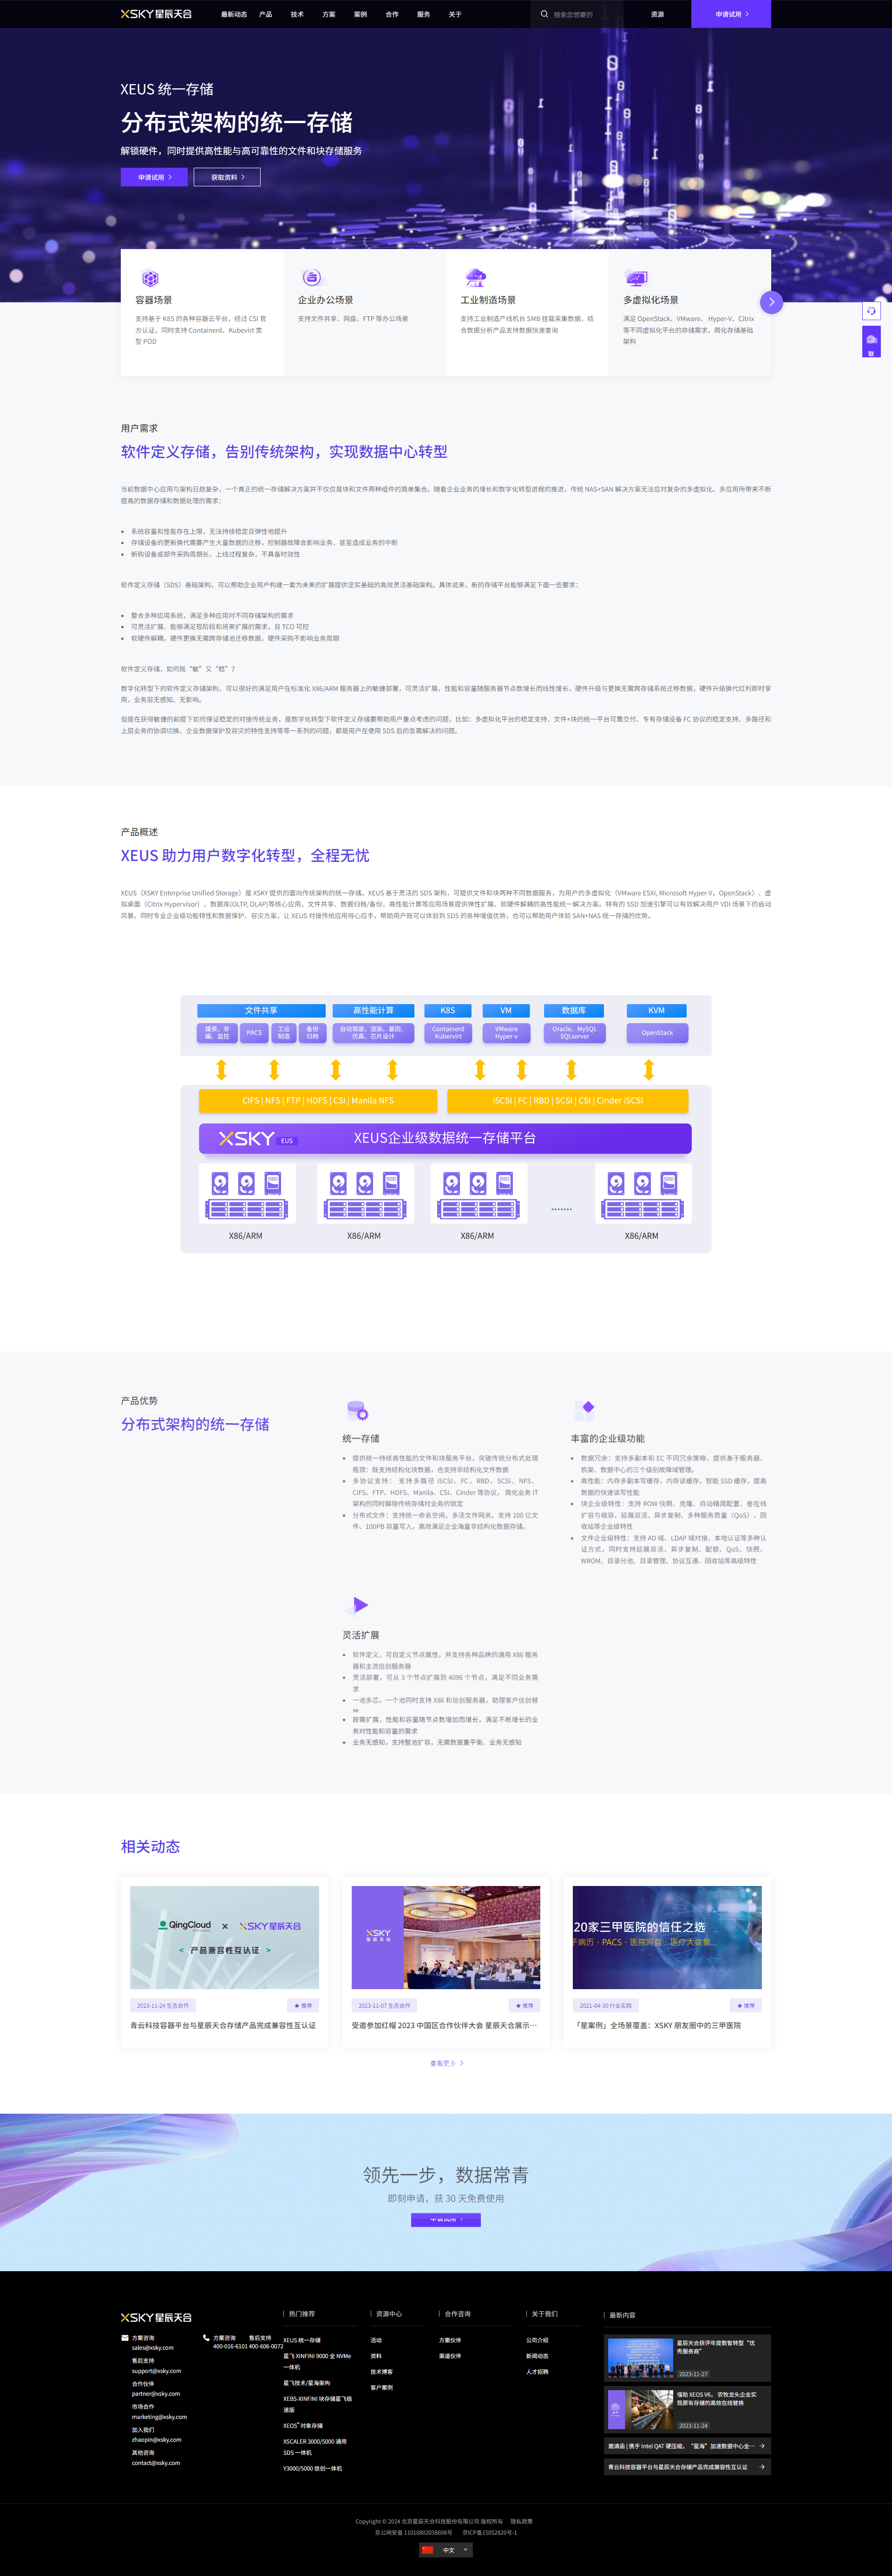 XSKY 星辰天合
最新动态 产品 技术 方案 案例 合作 服务 关于
搜索您想要的
资源
申请试用
XEUS 统一存储
分布式架构的统一存储
解锁硬件，同时提供高性能与高可靠性的文件和块存储服务
申请试用
获取资料
容器场景
支持基于 K8S 的各种容器云平台，经过 CSI 官
方认证，同时支持 Containerd、Kubevirt 类
型 POD
企业办公场景
支持文件共享、网盘、FTP 等办公场景
工业制造场景
支持工业制造产线机台 SMB 挂载采集数据，结
合数据分析产品支持数据快速查询
多虚拟化场景
满足 OpenStack、VMware、 Hyper-V、Citrix
等不同虚拟化平台的存储需求，简化存储基础
架构
用户需求
软件定义存储，告别传统架构，实现数据中心转型
当前数据中心应用与架构日趋复杂，一个真正的统一存储解决方案并不仅仅是块和文件两种组件的简单集合。随着企业业务的增长和数字化转型进程的推进，传统 NAS+SAN 解决方案无法应对复杂的多虚拟化、多应用所带来不断
提高的数据存储和数据处理的需求：
• 系统容量和性能存在上限，无法持续稳定且弹性地提升
• 存储设备的更新换代需要产生大量数据的迁移，控制器故障会影响业务、甚至造成业务的中断
• 新购设备或部件采购周期长，上线过程复杂，不具备时效性
软件定义存储（SDS）基础架构，可以帮助企业用户构建一套为未来的扩展提供坚实基础的高效灵活基础架构。具体说来，新的存储平台能够满足下面一些要求：
• 整合多种应用系统，满足多种应用对不同存储架构的需求
• 可灵活扩展、能够满足现阶段和将来扩展的需求，且 TCO 可控
• 软硬件解耦，硬件更换无需跨存储池迁移数据，硬件采购不影响业务周期
软件定义存储，如何既“敏”又“稳”？
数字化转型下的软件定义存储架构，可以很好的满足用户在标准化 X86/ARM 服务器上的敏捷部署，可灵活扩展，性能和容量随服务器节点数增长而线性增长，硬件升级与更换无需跨存储系统迁移数据，硬件升级换代红利即时享
用，业务层无感知、无影响。
但是在获得敏捷的前提下如何保证稳定的对接传统业务，是数字化转型下软件定义存储要帮助用户重点考虑的问题，比如：多虚拟化平台的稳定支持、文件+块的统一平台可靠交付、专有存储设备 FC 协议的稳定支持、多路径和
上层业务的协调切换、企业数据保护及容灾的特性支持等等一系列的问题，都是用户在使用 SDS 后的急需解决的问题。
产品概述
XEUS 助力用户数字化转型，全程无忧
XEUS（XSKY Enterprise Unified Storage）是 XSKY 提供的面向传统架构的统一存储。XEUS 基于灵活的 SDS 架构，可提供文件和块两种不同数据服务，为用户的多虚拟化（VMware ESXi, Microsoft Hyper-V、OpenStack）、虚
拟桌面（Citrix Hypervisor）、数据库(OLTP, OLAP)等核心应用，文件共享、数据归档/备份，高性能计算等应用场景提供弹性扩展、软硬件解耦的高性能统一解决方案。特有的 SSD 加速引擎可以有效解决用户 VDI 场景下的启动
风暴。同时专业企业级功能特性和数据保护、容灾方案，让 XEUS 对接传统应用得心应手，帮助用户既可以体验到 SDS 的各种增值优势，也可以帮助用户体验 SAN+NAS 统一存储的优势。
文件共享 高性能计算 K8S VM 数据库 KVM
媒资、非
编、监控
PACS
工业
制造
备份
归档
自动驾驶、渲染、基因、
仿真、芯片设计
Containerd
Kubervirt
VMware
Hyper-v
Oracle、MySQL
SQLserver
OpenStack
CIFS | NFS | FTP | HDFS | CSI | Manila NFS
iSCSI | FC | RBD | SCSI | CSI | Cinder iSCSI
XSKY EUS XEUS企业级数据统一存储平台
SSD SSD SSD SSD
X86/ARM X86/ARM X86/ARM ....... X86/ARM
产品优势
分布式架构的统一存储
统一存储
• 提供统一持续高性能的文件和块服务平台，突破传统分布式处理
瓶颈：既支持结构化块数据，也支持非结构化文件数据
• 多协议支持： 支持多路径 iSCSI、FC、RBD、SCSI、NFS、
CIFS、FTP、HDFS、Manila、CSI、Cinder 等协议， 简化业务 IT
架构的同时解除传统存储对业务的锁定
• 分布式文件：支持统一命名空间，多活文件网关。支持 100 亿文
件、100PB 容量写入，高效满足企业海量非结构化数据存储。
丰富的企业级功能
• 数据冗余：支持多副本和 EC 不同冗余策略，提供基于服务器、
机架、数据中心的三个级别故障域管理。
• 高性能：内存多副本写缓存、内存读缓存，智能 SSD 缓存，提高
数据的快速读写性能
• 块企业级特性：支持 ROW 快照、克隆、自动精简配置、卷在线
扩容与缩容、延展双活、异步复制、多种服务质量（QoS）、回
收站等企业级特性
• 文件企业级特性：支持 AD 域、LDAP 域对接，本地认证等多种认
证方式，同时支持延展双活、异步复制、配额、QoS、快照、
WROM、目录分池、目录管理、协议互通、回收站等高级特性
灵活扩展
• 软件定义，可自定义节点属性，并支持各种品牌的通用 X86 服务
器和主流信创服务器
• 灵活部署，可从 3 个节点扩展到 4096 个节点，满足不同业务需
求
• 一池多芯，一个池同时支持 X86 和信创服务器，助理客户信创替
• 按需扩展，性能和容量随节点数增加而增长，满足不断增长的业
务对性能和容量的需求
• 业务无感知，支持整池扩容，无需数据重平衡、业务无感知
相关动态
QingCloud × XSKY 星辰天合
< 产品兼容性互认证 >
2023-11-24 生态合作
★ 推荐
青云科技容器平台与星辰天合存储产品完成兼容性互认证
XSKY
星辰天合
2023-11-07 生态合作
★ 推荐
受邀参加红帽 2023 中国区合作伙伴大会 星辰天合展示…
20家三甲医院的信任之选
子病历 · PACS · 医院网盘 · 医疗大数据...
2021-04-30 行业实践
★ 推荐
「星案例」全场景覆盖：XSKY 朋友圈中的三甲医院
查看更多
领先一步，数据常青
即刻申请，获 30 天免费使用
申请试用
XSKY 星辰天合
方案咨询
sales@xsky.com
售后支持
support@xsky.com
合作伙伴
partner@xsky.com
市场合作
marketing@xsky.com
加入我们
zhaopin@xsky.com
其他咨询
contact@xsky.com
方案咨询
400-016-6101
售后支持
400-606-0072
热门推荐
XEUS 统一存储
星飞 XINFINI 9000 全 NVMe
一体机
星飞技术/星海架构
XEBS-XINFINI 块存储星飞极
速版
XEOS+对象存储
XSCALER 3000/5000 通用
SDS 一体机
Y3000/5000 信创一体机
资源中心
活动
资料
技术博客
客户案例
合作咨询
方案伙伴
渠道伙伴
关于我们
公司介绍
新闻动态
人才招聘
最新内容
星辰天合获评年度数智转型“优
秀服务商”
2023-11-27
借助 XEOS V6， 农牧龙头企业实
现原有存储的高效在线替换
2023-11-24
邀请函 | 携手 Intel QAT 硬压缩，“星海”加速数据中心全…
青云科技容器平台与星辰天合存储产品完成兼容性互认证
Copyright © 2024 北京星辰天合科技股份有限公司 版权所有 隐私政策
京公网安备 11010802038698号 京ICP备15052820号-1
中文